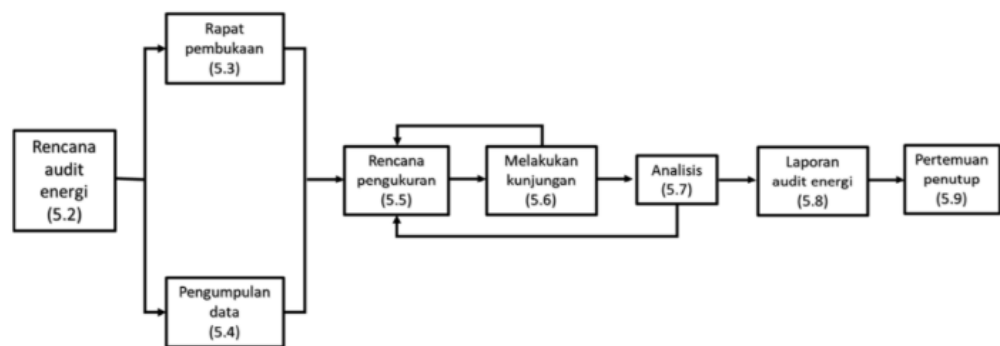 Rencana
audit
energi
(5.2)
Rapat
pembukaan
(5.3)
Pengumpulan
data
(5.4)
Rencana
pengukuran
(5.5)
Melakukan
kunjungan
(5.6)
Analisis
(5.7)
Laporan
audit energi
(5.8)
Pertemuan
penutup
(5.9)